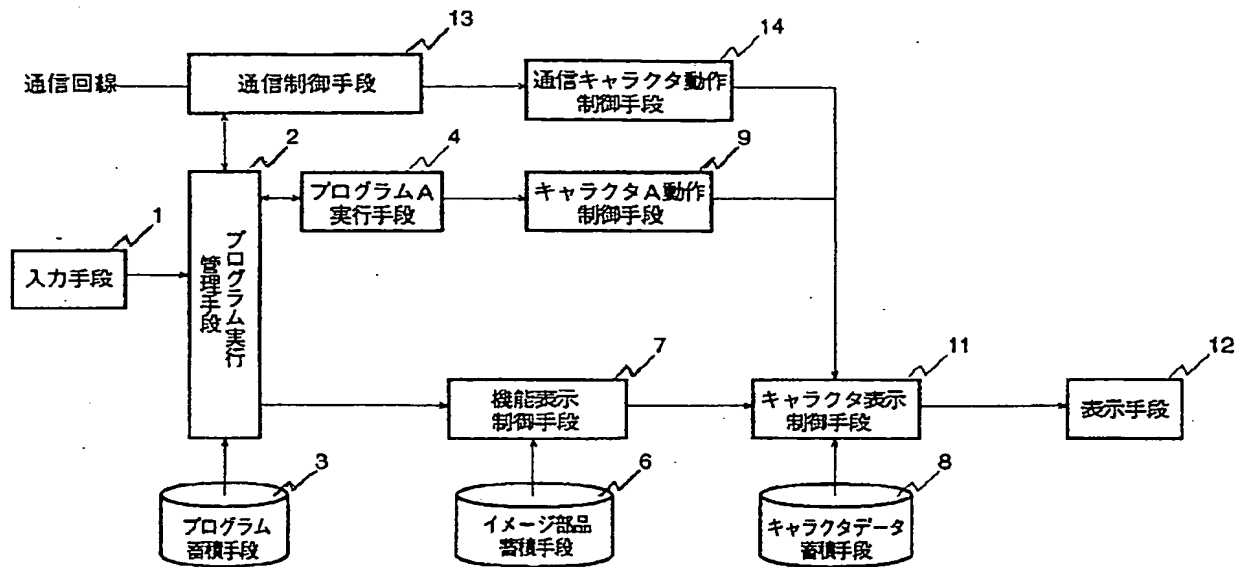 13
14
通信回線
通信制御手段
通信キャラクタ動作
制御手段
2
4
9
プログラムA
実行手段
キャラクタA動作
制御手段
1
入力手段
プログラム実行
管理手段
7
11
12
機能表示
制御手段
キャラクタ表示
制御手段
表示手段
3
6
8
プログラム
蓄積手段
イメージ部品
蓄積手段
キャラクタデータ
蓄積手段